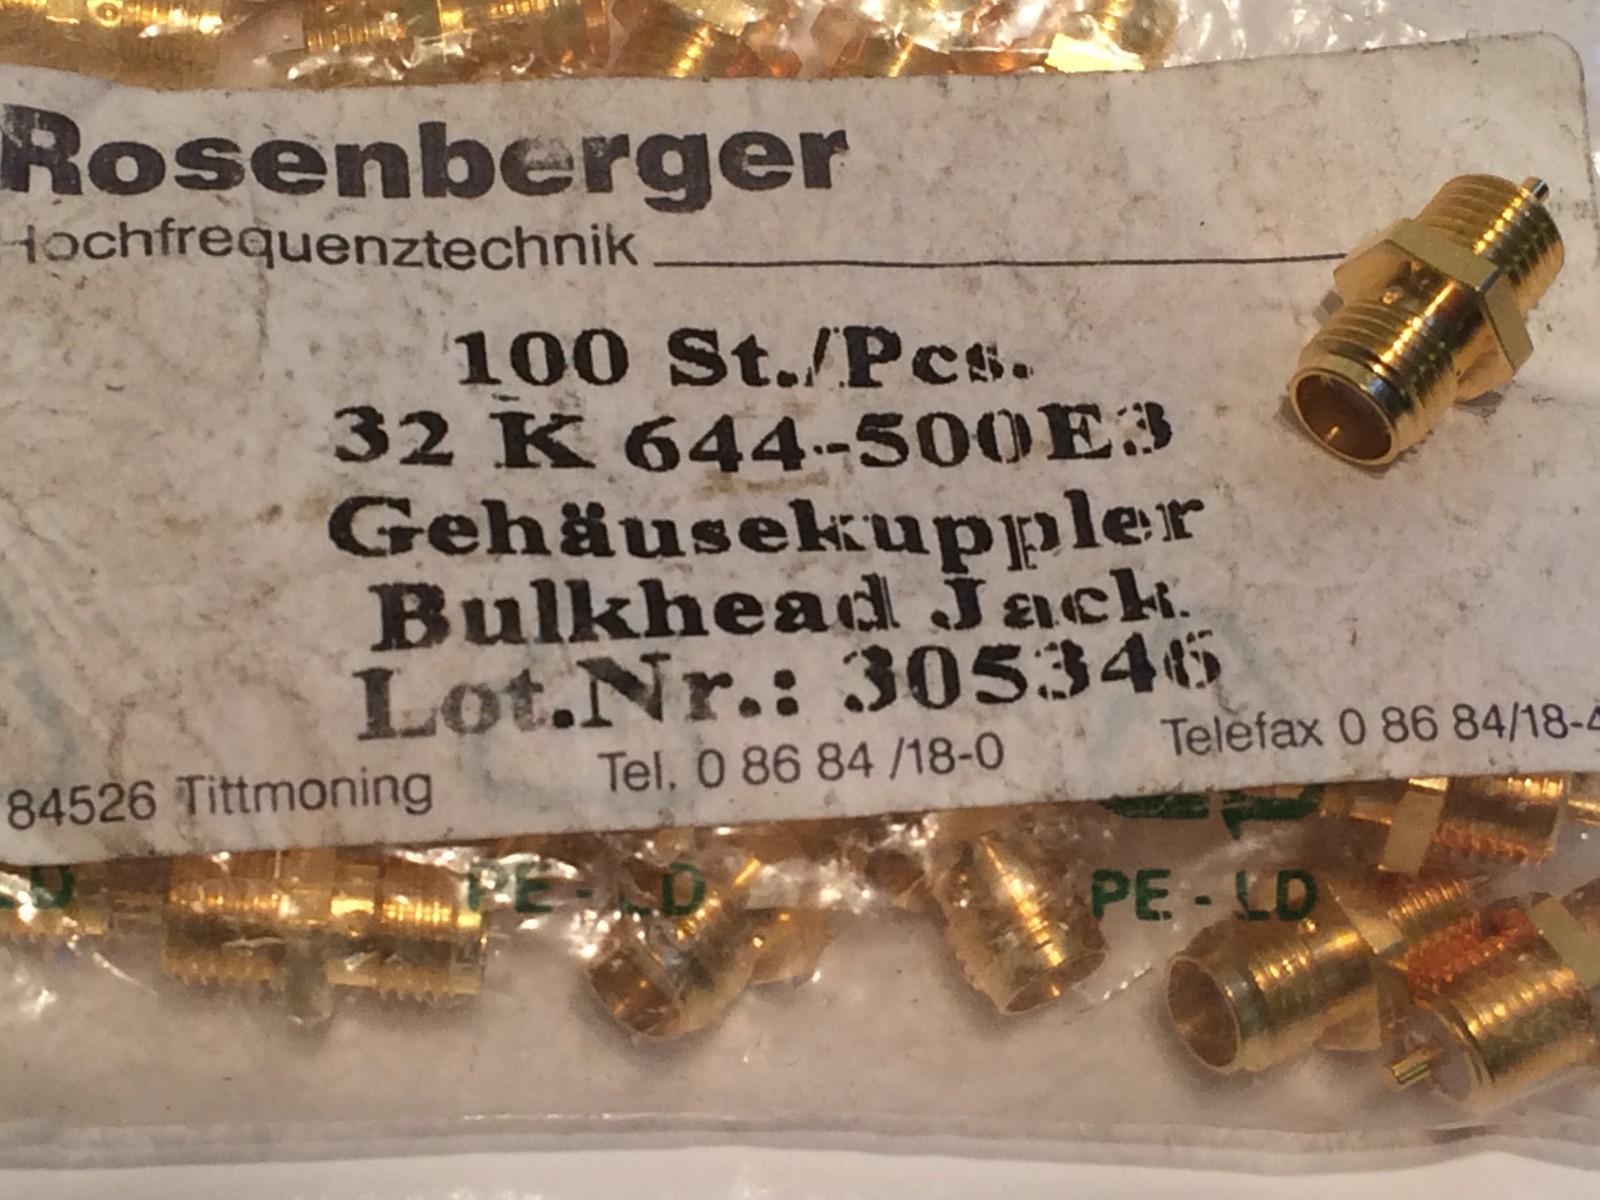 Rosenberger
Hochfrequenztechnik
100 St./Pcs.
32 K 644-500E3
Gehäusekuppler
Bulkhead Jack
Lot.Nr.: 305346
84526 Tittmoning Tel. 0 86 84 /18-0 Telefax 0 86 84/18-4
PE - LD PE - LD